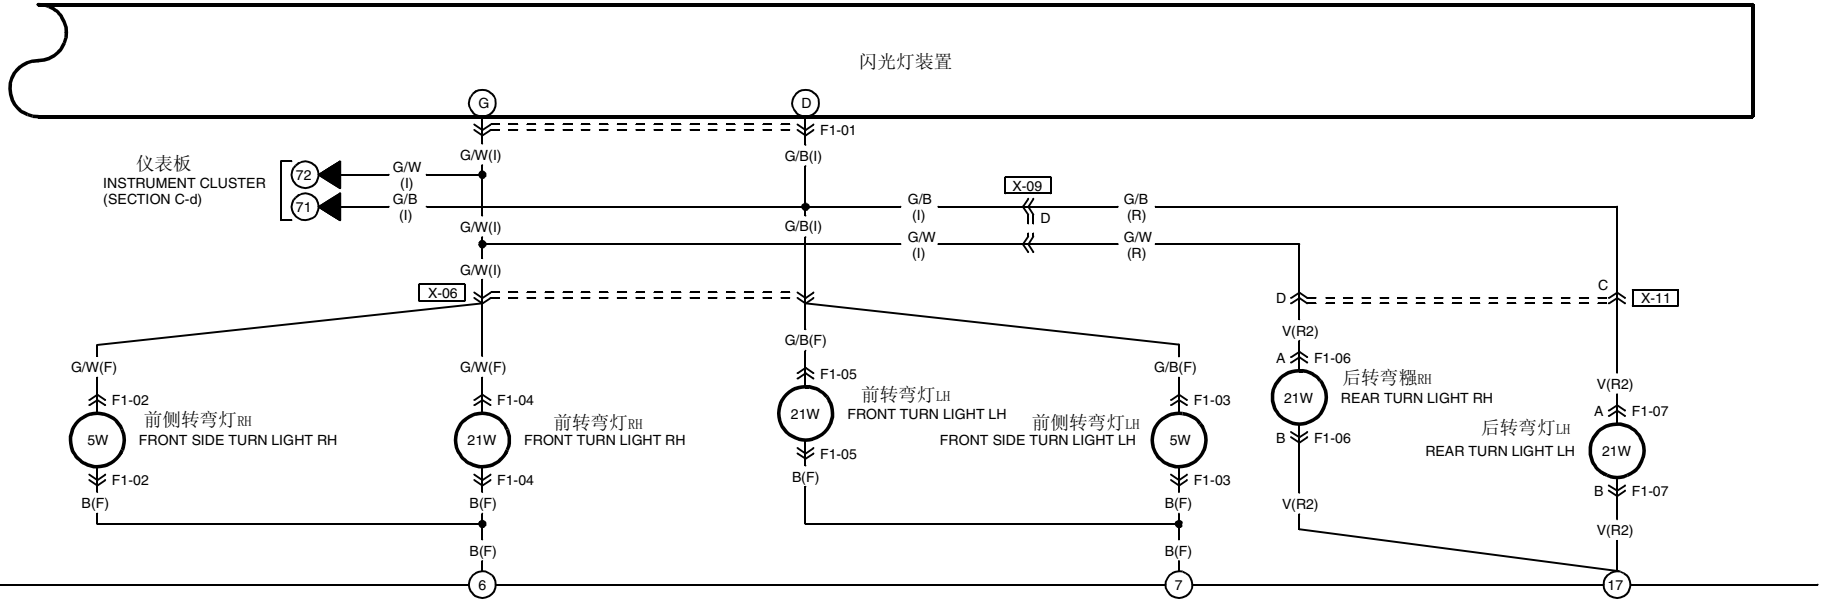 闪光灯装置
G
D
F1-01
G/W(I)
G/B(I)
仪表板
INSTRUMENT CLUSTER
(SECTION C-d)
72
71
G/W
(I)
G/B
(I)
G/W(I)
G/B(I)
G/B
(I)
X-09
D
G/B
(R)
G/W
(I)
G/W
(R)
G/W(I)
X-06
D
C
X-11
V(R2)
G/B(F)
G/W(F)
G/W(F)
G/B(F)
A
F1-06
F1-05
21W
后转弯糨RH
REAR TURN LIGHT RH
V(R2)
F1-02
F1-04
21W
前转弯灯LH
FRONT TURN LIGHT LH
F1-03
A
F1-07
5W
前侧转弯灯RH
FRONT SIDE TURN LIGHT RH
21W
前转弯灯RH
FRONT TURN LIGHT RH
前侧转弯灯LH
FRONT SIDE TURN LIGHT LH
5W
B
F1-06
后转弯灯LH
REAR TURN LIGHT LH
21W
F1-05
F1-02
F1-04
B(F)
F1-03
B
F1-07
B(F)
B(F)
B(F)
V(R2)
V(R2)
B(F)
B(F)
6
7
17